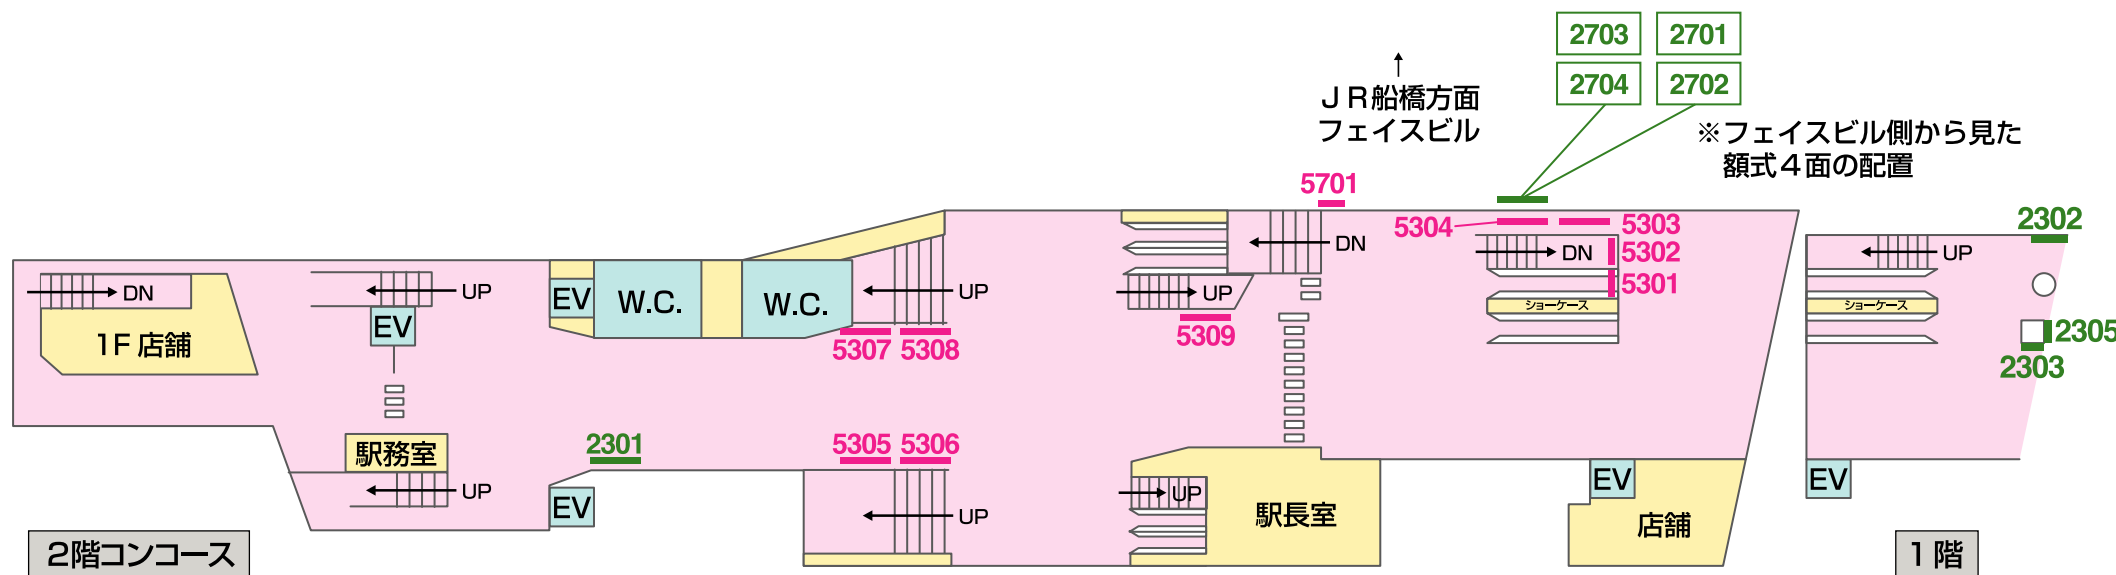 2703
2701
2704
2702
↑
JR船橋方面
フェイスビル
※フェイスビル側から見た
額式4面の配置
5701
5304
5303
5302
5301
2302
DN
DN
UP
ショーケース
ショーケース
2305
2303
DN
1F店舗
UP
EV
EV
W.C.
W.C.
UP
UP
5307
5308
5309
駅務室
UP
2301
EV
5305
5306
UP
UP
駅長室
EV
店舗
EV
2階コンコース
1階